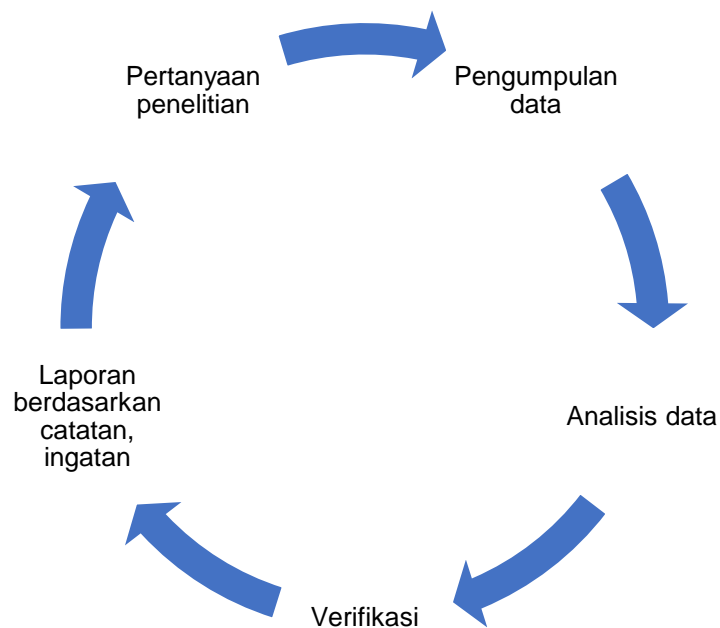 Pertanyaan
penelitian
Pengumpulan
data
Analisis data
Verifikasi
Laporan
berdasarkan
catatan,
ingatan